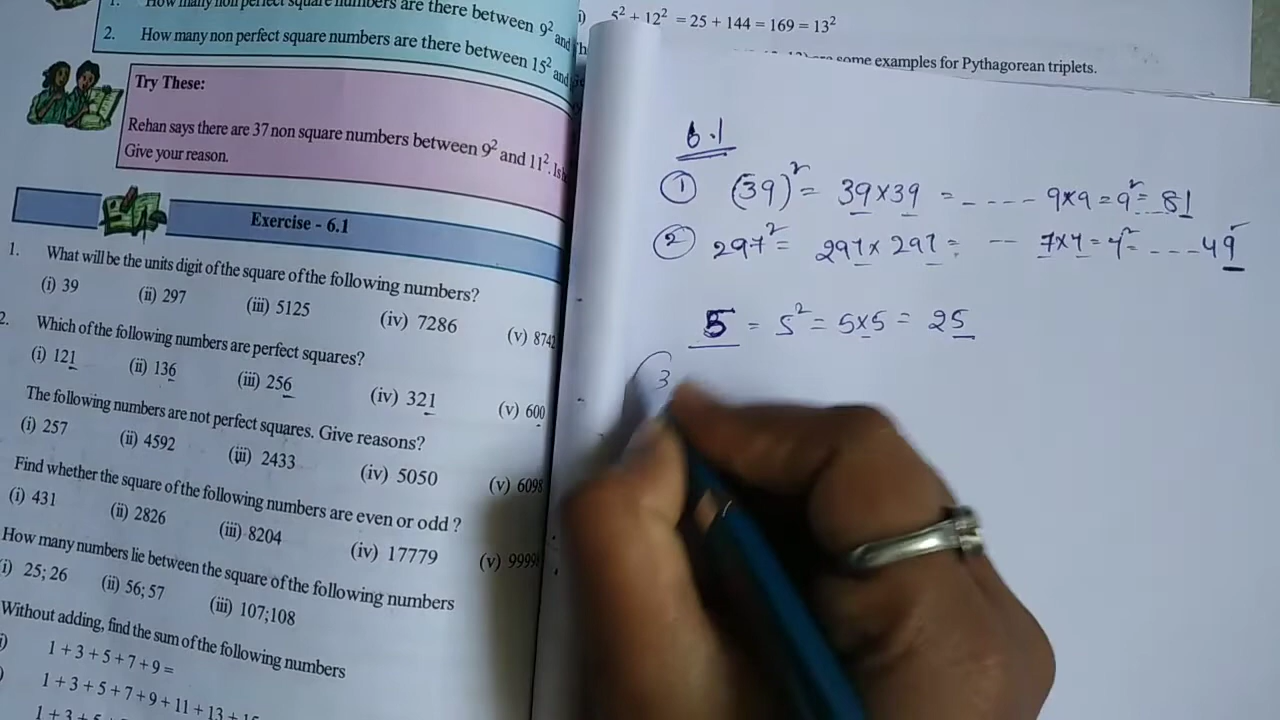 1. How many non perfect square numbers are there between 9² and
2. How many non perfect square numbers are there between 15² and
Try These:
Rehan says there are 37 non square numbers between 9² and 11². Is
Give your reason.
Exercise - 6.1
1. What will be the units digit of the square of the following numbers?
(i) 39 (ii) 297 (iii) 5125 (iv) 7286 (v) 8742
2. Which of the following numbers are perfect squares?
(i) 121 (ii) 136 (iii) 256 (iv) 321 (v) 600
The following numbers are not perfect squares. Give reasons?
(i) 257 (ii) 4592 (iii) 2433 (iv) 5050 (v) 6098
Find whether the square of the following numbers are even or odd ?
(i) 431 (ii) 2826 (iii) 8204 (iv) 17779 (v) 9999
How many numbers lie between the square of the following numbers
i) 25; 26 (ii) 56; 57 (iii) 107;108
Without adding, find the sum of the following numbers
i) 1 + 3 + 5 + 7 + 9 =
) 1 + 3 + 5 + 7 + 9 + 11 + 13 +
i) 5² + 12² = 25 + 144 = 169 = 13²
some examples for Pythagorean triplets.
6.1
① (39)² = 39×39 = ---- 9×9 = 9² = --81
② 297² = 297×297 = -- 7×7 = 7² = ---49
5 = 5² = 5×5 = 25
3